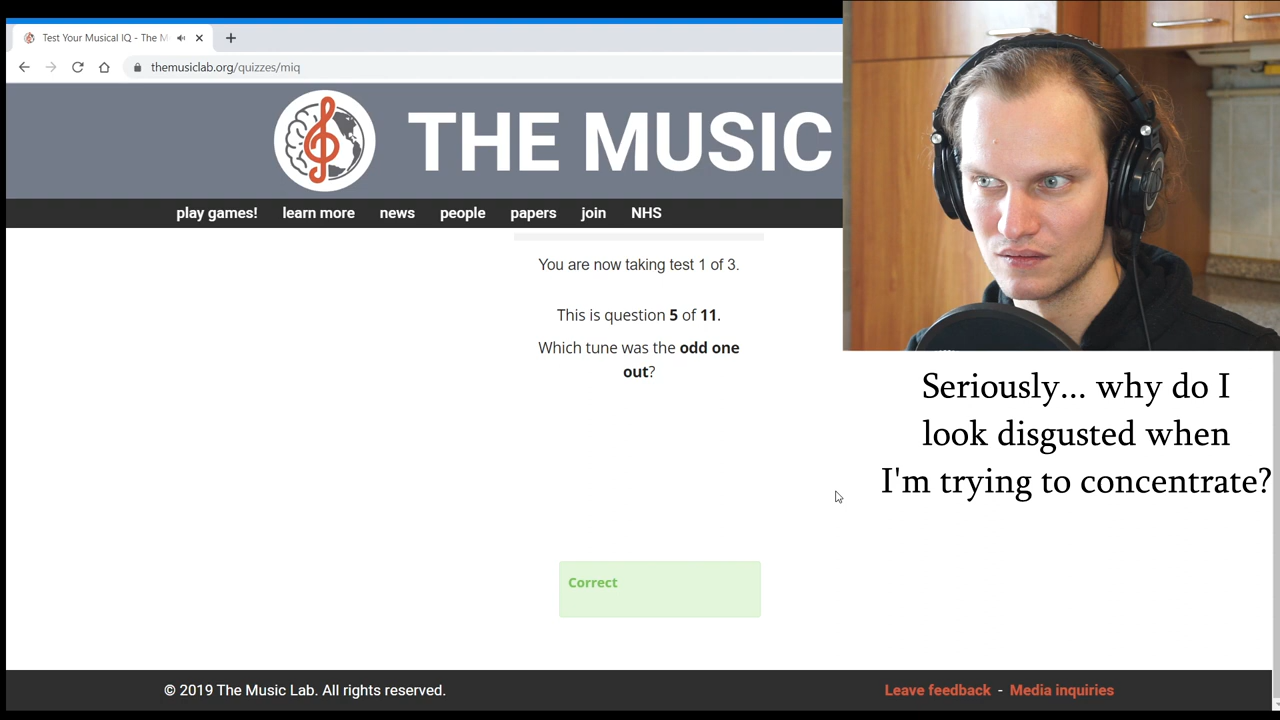 Test Your Musical IQ - The M
themusiclab.org/quizzes/miq
THE MUSIC
play games! learn more news people papers join NHS
You are now taking test 1 of 3.
This is question 5 of 11.
Which tune was the odd one
out?
Correct
Seriously... why do I
look disgusted when
I'm trying to concentrate?
© 2019 The Music Lab. All rights reserved.
Leave feedback - Media inquiries